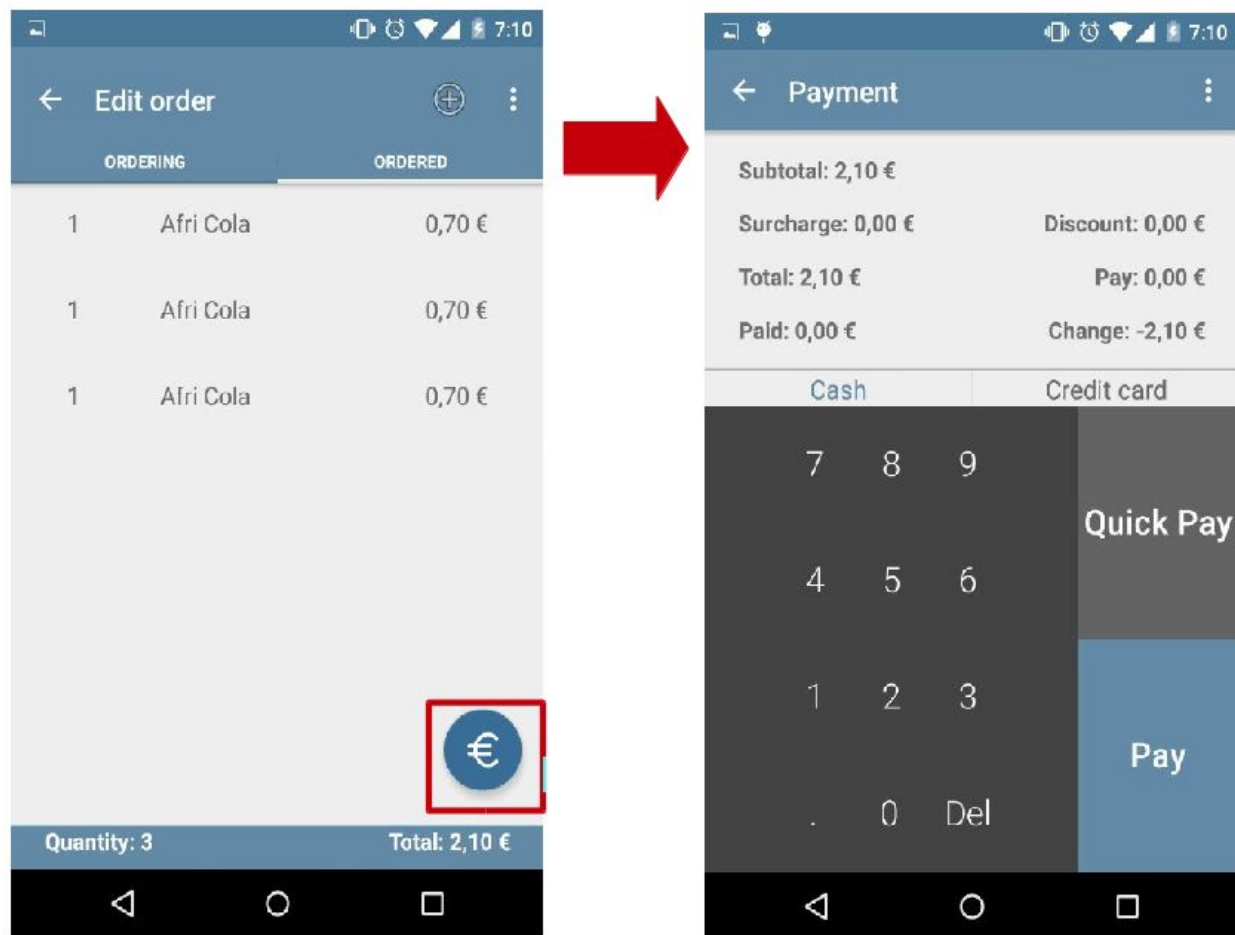 7:10
Edit order
ORDERING ORDERED
1 Afri Cola 0,70 €
1 Afri Cola 0,70 €
1 Afri Cola 0,70 €
€
Quantity: 3 Total: 2,10 €
7:10
Payment
Subtotal: 2,10 €
Surcharge: 0,00 € Discount: 0,00 €
Total: 2,10 € Pay: 0,00 €
Paid: 0,00 € Change: -2,10 €
Cash Credit card
7 8 9
Quick Pay
4 5 6
1 2 3
Pay
. 0 Del